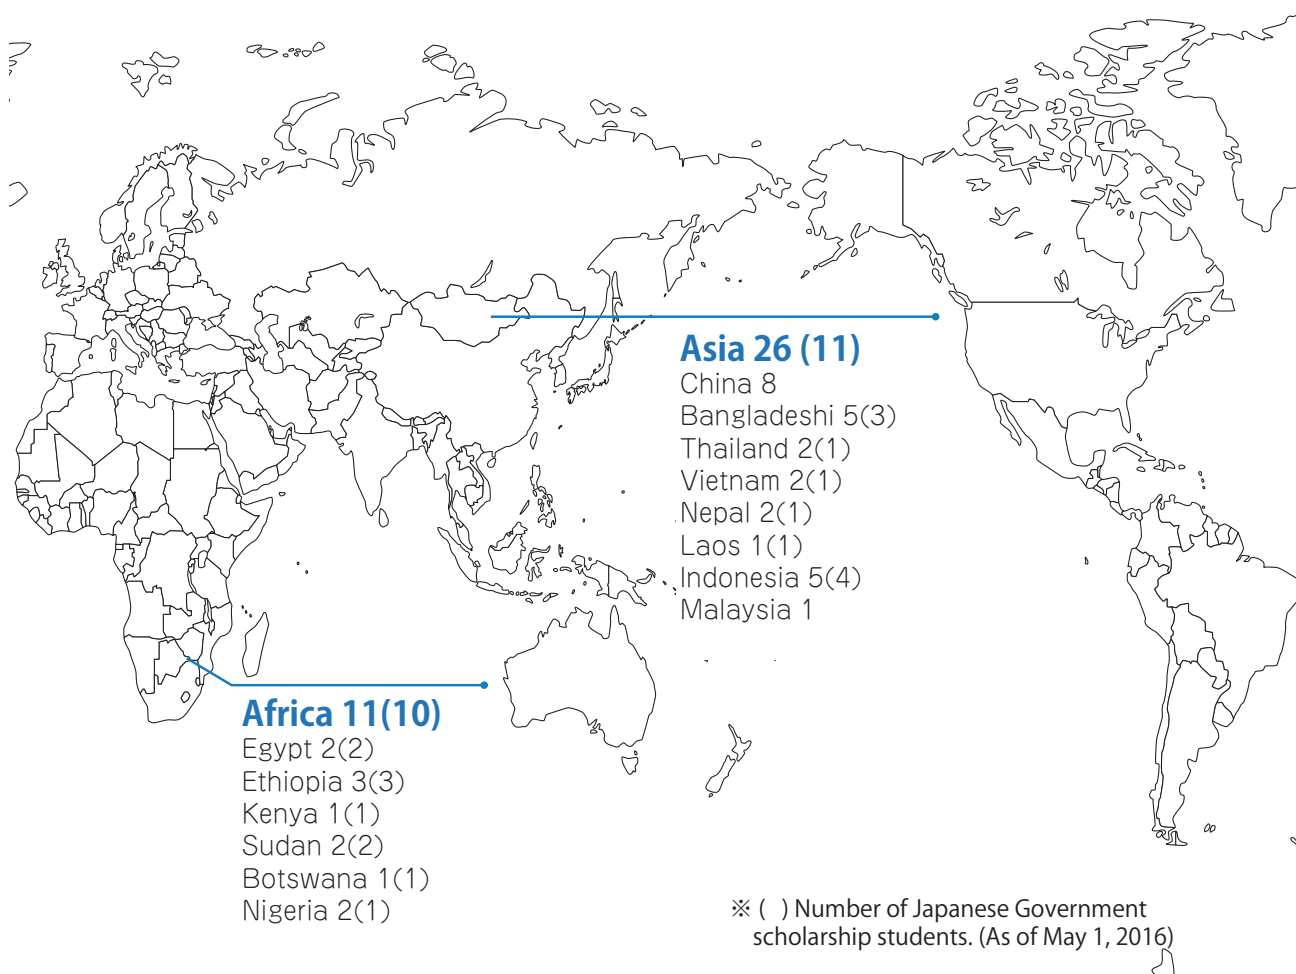 Asia 26 (11)
China 8
Bangladeshi 5(3)
Thailand 2(1)
Vietnam 2(1)
Nepal 2(1)
Laos 1(1)
Indonesia 5(4)
Malaysia 1
Africa 11(10)
Egypt 2(2)
Ethiopia 3(3)
Kenya 1(1)
Sudan 2(2)
Botswana 1(1)
Nigeria 2(1)
※ ( ) Number of Japanese Government
scholarship students. (As of May 1, 2016)